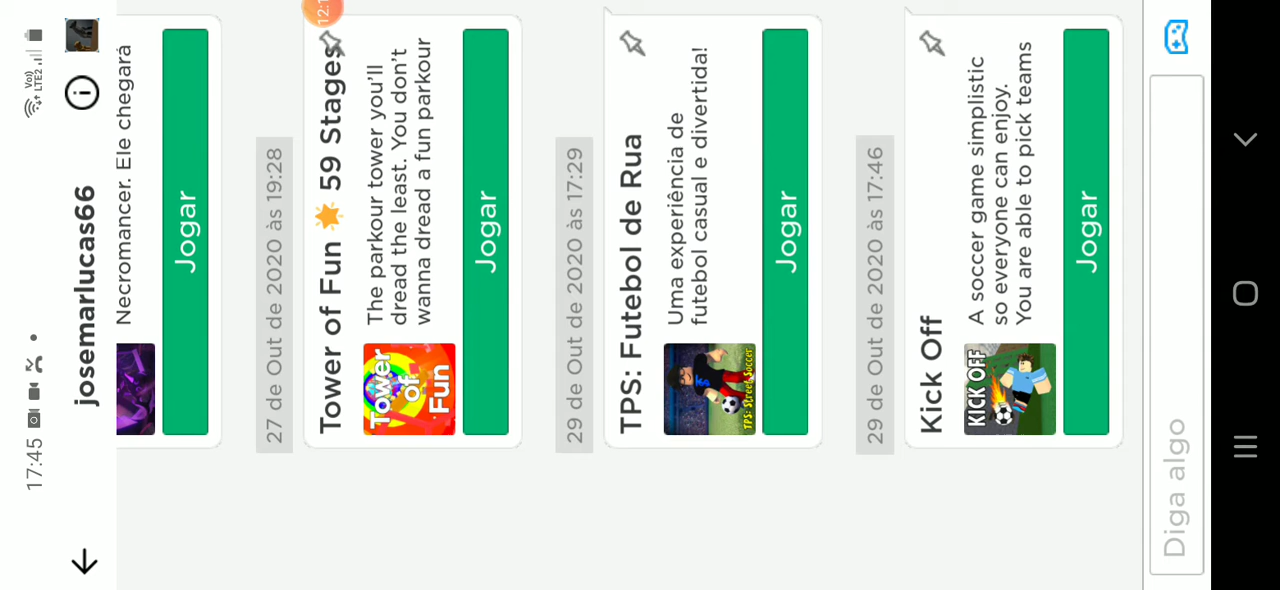 17:45
Vo)) LTE2
josemarlucas66
Necromancer. Ele chegará
Jogar
27 de Out de 2020 às 19:28
12:1
Tower of Fun 🌟 59 Stages
The parkour tower you'll
dread the least. You don't
wanna dread a fun parkour
Tower
of
Fun
Jogar
29 de Out de 2020 às 17:29
TPS: Futebol de Rua
Uma experiência de
futebol casual e divertida!
TPS: Street Soccer
Jogar
29 de Out de 2020 às 17:46
Kick Off
A soccer game simplistic
so everyone can enjoy.
You are able to pick teams
KICK OFF
Jogar
Diga algo